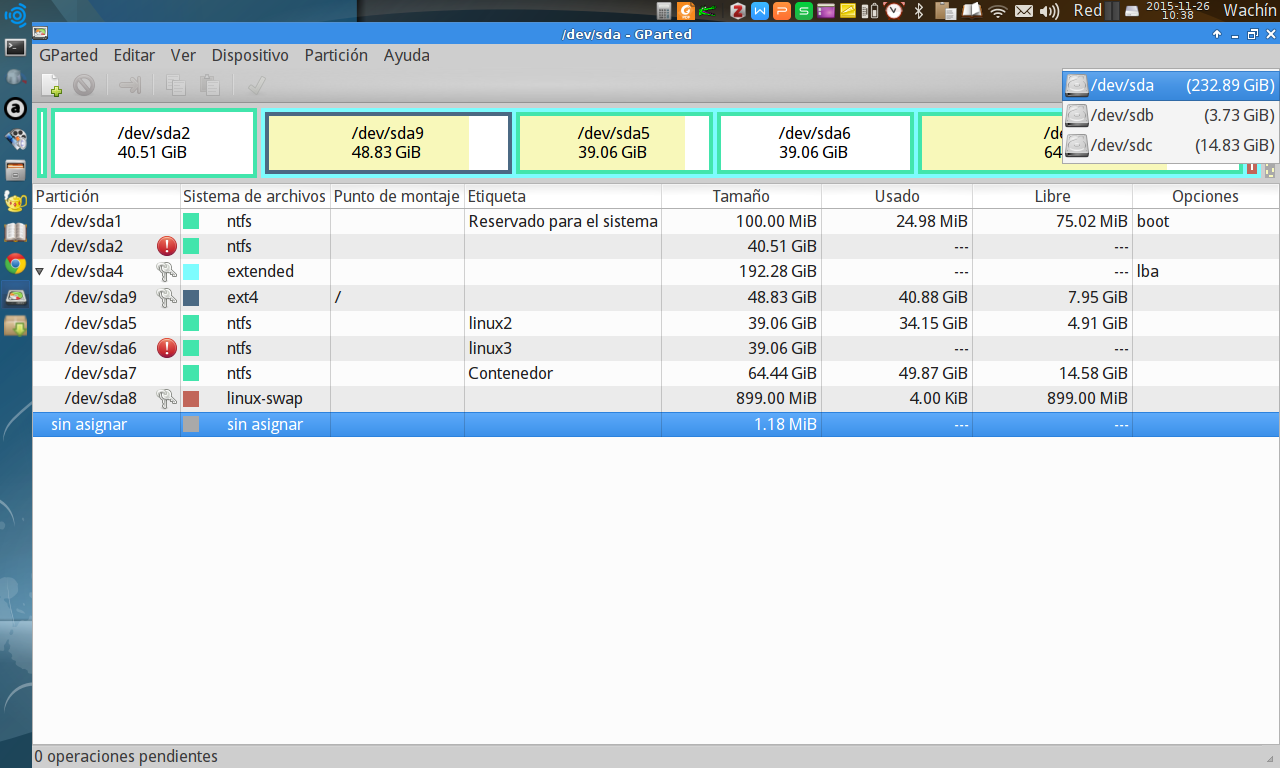 Red 2015-11-26 10:38 Wachín
/dev/sda - GParted
GParted Editar Ver Dispositivo Partición Ayuda
/dev/sda (232.89 GiB)
/dev/sdb (3.73 GiB)
/dev/sdc (14.83 GiB)
/dev/sda2 /dev/sda9 /dev/sda5 /dev/sda6
40.51 GiB 48.83 GiB 39.06 GiB 39.06 GiB 64
Partición Sistema de archivos Punto de montaje Etiqueta Tamaño Usado Libre Opciones
/dev/sda1 ntfs Reservado para el sistema 100.00 MiB 24.98 MiB 75.02 MiB boot
/dev/sda2 ntfs 40.51 GiB --- ---
/dev/sda4 extended 192.28 GiB --- --- lba
/dev/sda9 ext4 / 48.83 GiB 40.88 GiB 7.95 GiB
/dev/sda5 ntfs linux2 39.06 GiB 34.15 GiB 4.91 GiB
/dev/sda6 ntfs linux3 39.06 GiB --- ---
/dev/sda7 ntfs Contenedor 64.44 GiB 49.87 GiB 14.58 GiB
/dev/sda8 linux-swap 899.00 MiB 4.00 KiB 899.00 MiB
sin asignar sin asignar 1.18 MiB --- ---
0 operaciones pendientes